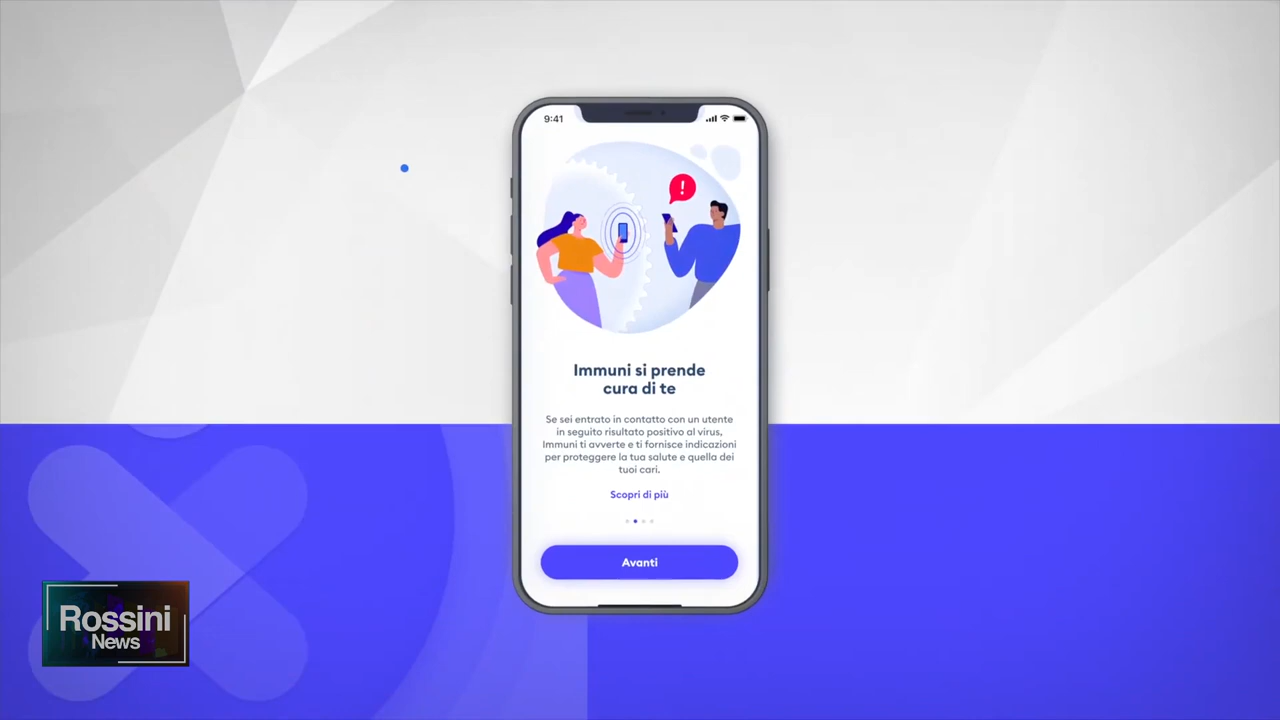 9:41
!
Immuni si prende
cura di te
Se sei entrato in contatto con un utente
in seguito risultato positivo al virus,
Immuni ti avverte e ti fornisce indicazioni
per proteggere la tua salute e quella dei
tuoi cari.
Scopri di più
Avanti
Rossini
News